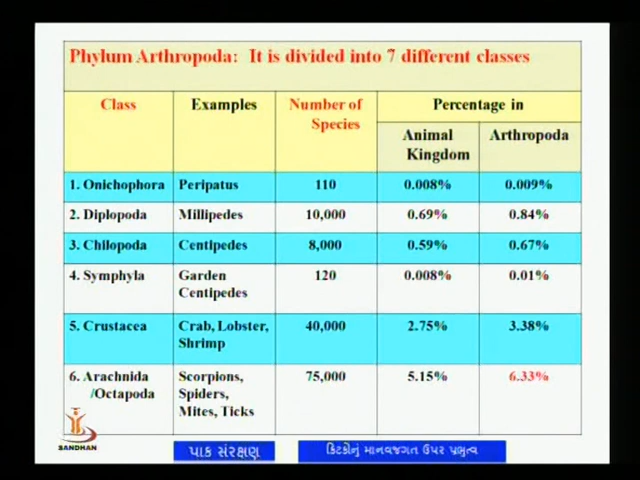 Phylum Arthropoda: It is divided into 7 different classes
Class Examples Number of Species Percentage in
Animal Kingdom Arthropoda
1. Onichophora Peripatus 110 0.008% 0.009%
2. Diplopoda Millipedes 10,000 0.69% 0.84%
3. Chilopoda Centipedes 8,000 0.59% 0.67%
4. Symphyla Garden Centipedes 120 0.008% 0.01%
5. Crustacea Crab, Lobster, Shrimp 40,000 2.75% 3.38%
6. Arachnida /Octapoda Scorpions, Spiders, Mites, Ticks 75,000 5.15% 6.33%
SANDHAN
પાક સંરક્ષણ
કિટકોનું માનવજગત ઉપર પ્રભુત્વ